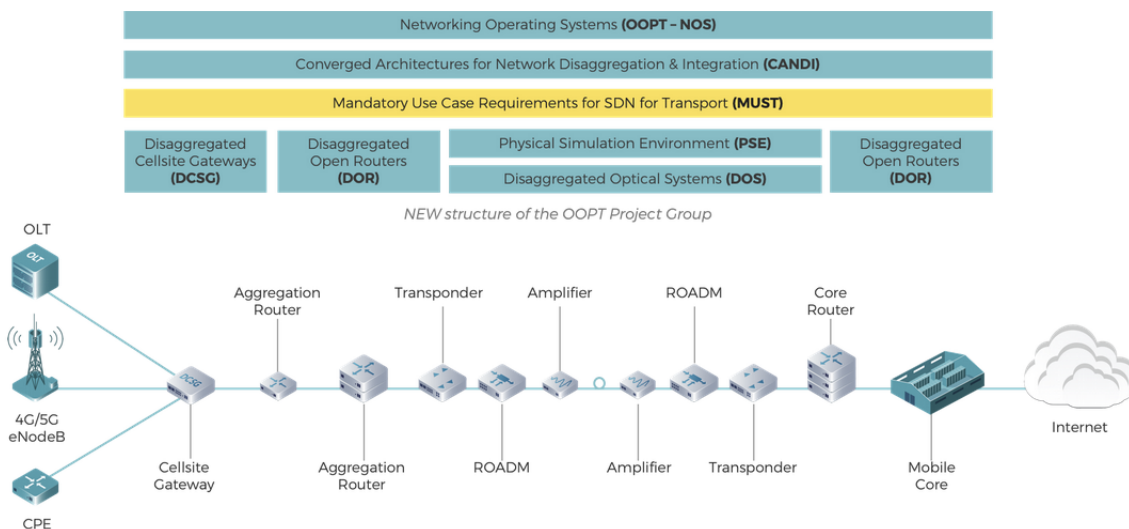 Networking Operating Systems (OOPT – NOS)
Converged Architectures for Network Disaggregation & Integration (CANDI)
Mandatory Use Case Requirements for SDN for Transport (MUST)
Disaggregated
Cellsite Gateways
(DCSG)
Disaggregated
Open Routers
(DOR)
Physical Simulation Environment (PSE)
Disaggregated Optical Systems (DOS)
Disaggregated
Open Routers
(DOR)
NEW structure of the OOPT Project Group
OLT
OLT
4G/5G
eNodeB
CPE
DCSG
Cellsite
Gateway
Aggregation
Router
Aggregation
Router
Transponder
ROADM
Amplifier
Amplifier
ROADM
Transponder
Core
Router
Mobile
Core
Internet